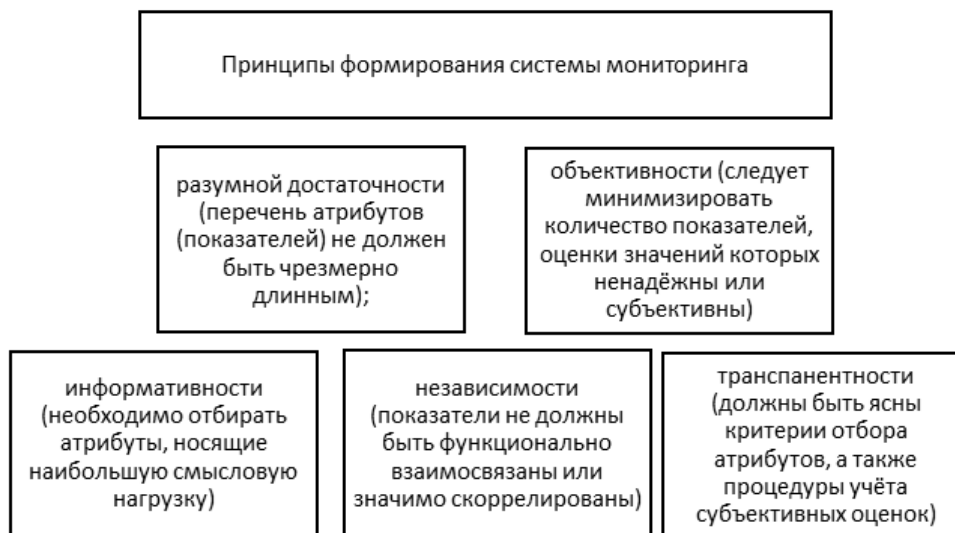 Принципы формирования системы мониторинга
разумной достаточности
(перечень атрибутов
(показателей) не должен
быть чрезмерно
длинным);
объективности (следует
минимизировать
количество показателей,
оценки значений которых
ненадёжны или
субъективны)
информативности
(необходимо отбирать
атрибуты, носящие
наибольшую смысловую
нагрузку)
независимости
(показатели не должны
быть функционально
взаимосвязаны или
значимо скоррелированы)
транспанентности
(должны быть ясны
критерии отбора
атрибутов, а также
процедуры учёта
субъективных оценок)